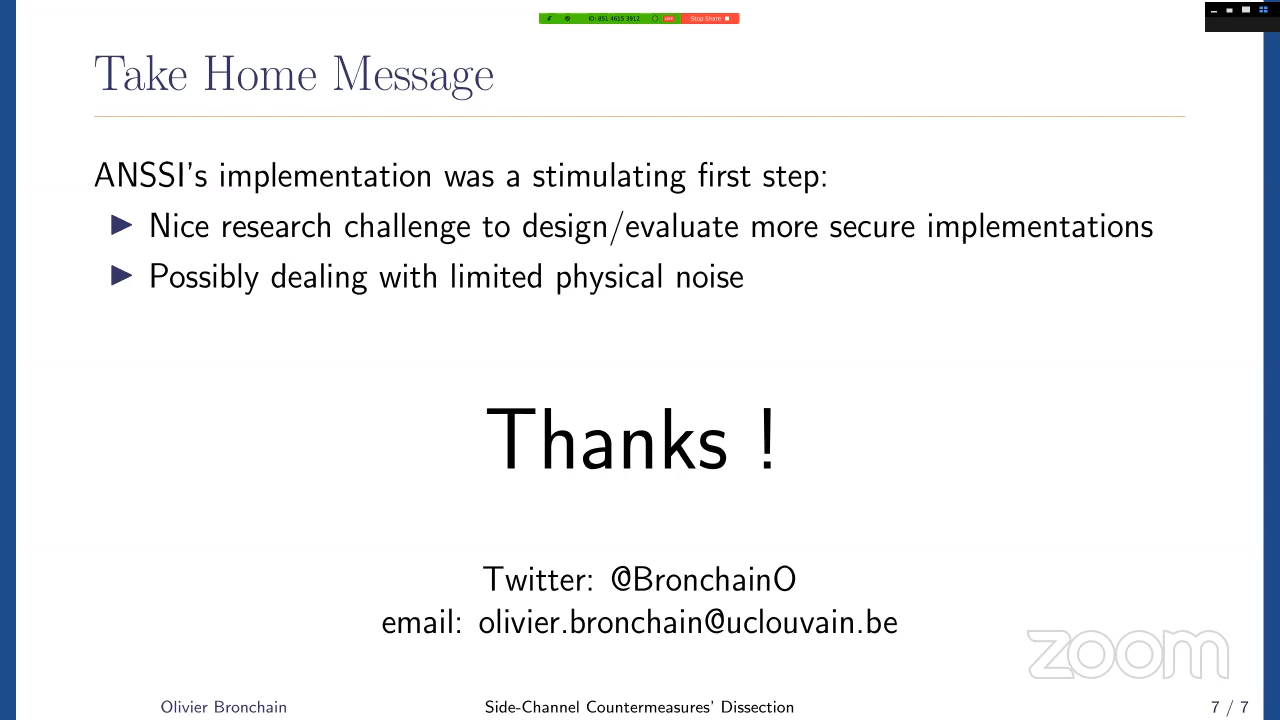 ID: 851 4615 3912
Stop Share
Take Home Message
ANSSI's implementation was a stimulating first step:
Nice research challenge to design/evaluate more secure implementations
Possibly dealing with limited physical noise
Thanks !
Twitter: @BronchainO
email: olivier.bronchain@uclouvain.be
zoom
Olivier Bronchain Side-Channel Countermeasures' Dissection 7 / 7